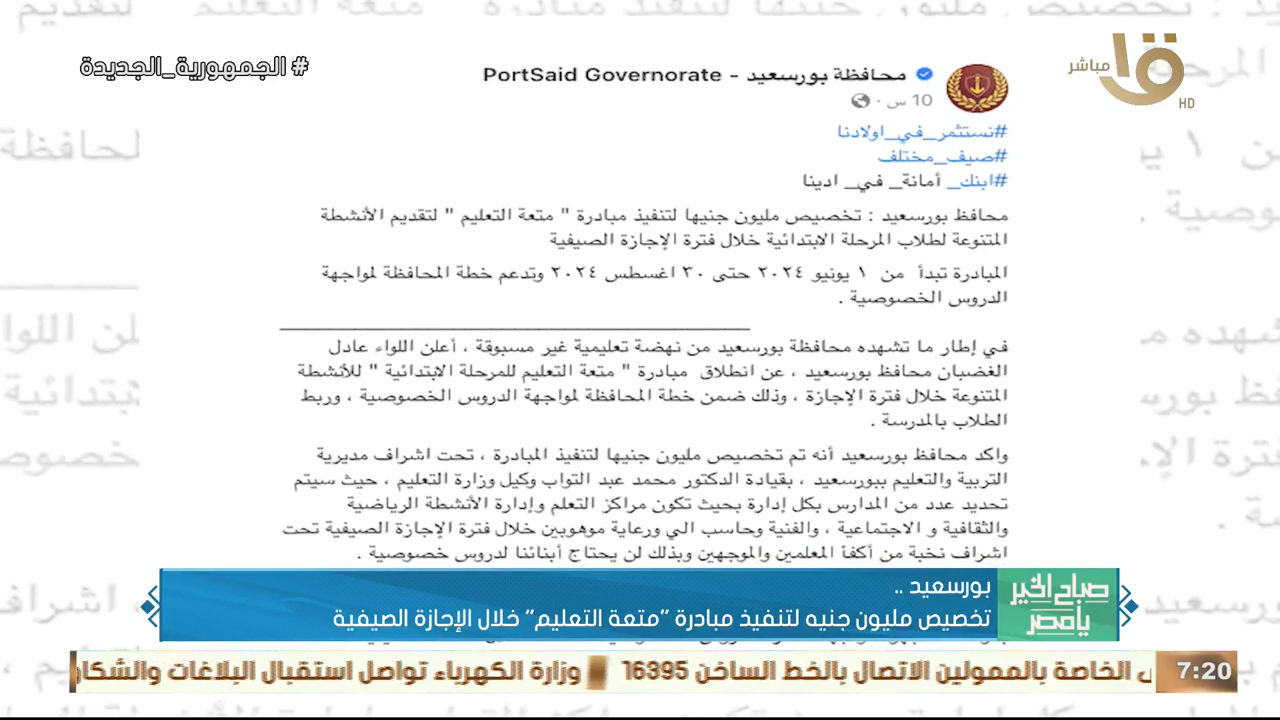 # الجمهورية_الجديدة
مباشر
HD
محافظة بورسعيد - PortSaid Governorate
10 س ·
#نستثمر_في_اولادنا
#صيف_مختلف
#ابنك_ أمانة_ في_ ادينا
محافظ بورسعيد : تخصيص مليون جنيها لتنفيذ مبادرة " متعة التعليم " لتقديم الأنشطة
المتنوعة لطلاب المرحلة الابتدائية خلال فترة الإجازة الصيفية
المبادرة تبدأ من ١ يونيو ٢٠٢٤ حتى ٣٠ اغسطس ٢٠٢٤ وتدعم خطة المحافظة لمواجهة
الدروس الخصوصية .
في إطار ما تشهده محافظة بورسعيد من نهضة تعليمية غير مسبوقة ، أعلن اللواء عادل
الغضبان محافظ بورسعيد ، عن انطلاق مبادرة " متعة التعليم للمرحلة الابتدائية " للأنشطة
المتنوعة خلال فترة الإجازة ، وذلك ضمن خطة المحافظة لمواجهة الدروس الخصوصية ، وربط
الطلاب بالمدرسة .
واكد محافظ بورسعيد أنه تم تخصيص مليون جنيها لتنفيذ المبادرة ، تحت اشراف مديرية
التربية والتعليم ببورسعيد ، بقيادة الدكتور محمد عبد التواب وكيل وزارة التعليم ، حيث سيتم
تحديد عدد من المدارس بكل إدارة بحيث تكون مراكز التعلم وإدارة الأنشطة الرياضية
والثقافية و الاجتماعية ، والفنية وحاسب الي ورعاية موهوبين خلال فترة الإجازة الصيفية تحت
اشراف نخبة من أكفأ المعلمين والموجهين وبذلك لن يحتاج أبنائنا لدروس خصوصية .
صباح الخير
يا مصر
بورسعيد ..
تخصيص مليون جنيه لتنفيذ مبادرة "متعة التعليم" خلال الإجازة الصيفية
7:20
الخاصة بالممولين الاتصال بالخط الساخن 16395 وزارة الكهرباء تواصل استقبال البلاغات والشكاو